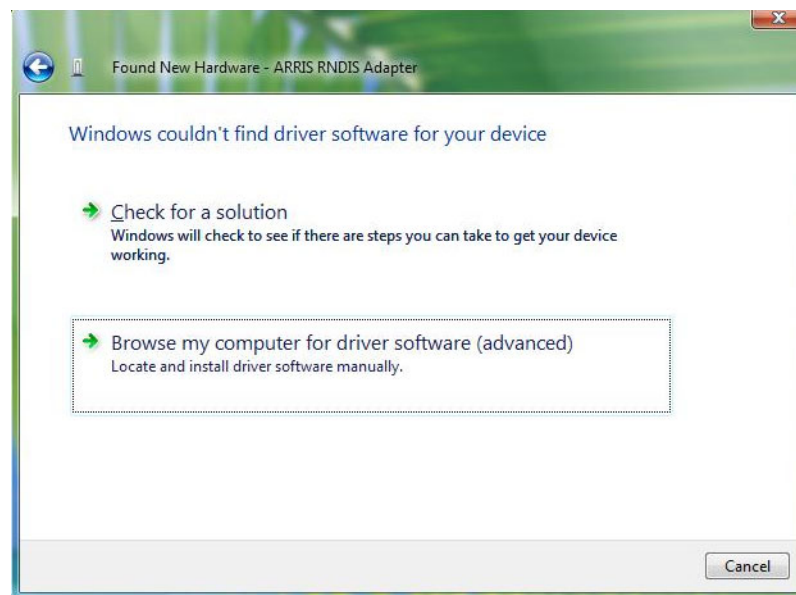 Found New Hardware - ARRIS RNDIS Adapter
Windows couldn't find driver software for your device
Check for a solution
Windows will check to see if there are steps you can take to get your device
working.
Browse my computer for driver software (advanced)
Locate and install driver software manually.
Cancel